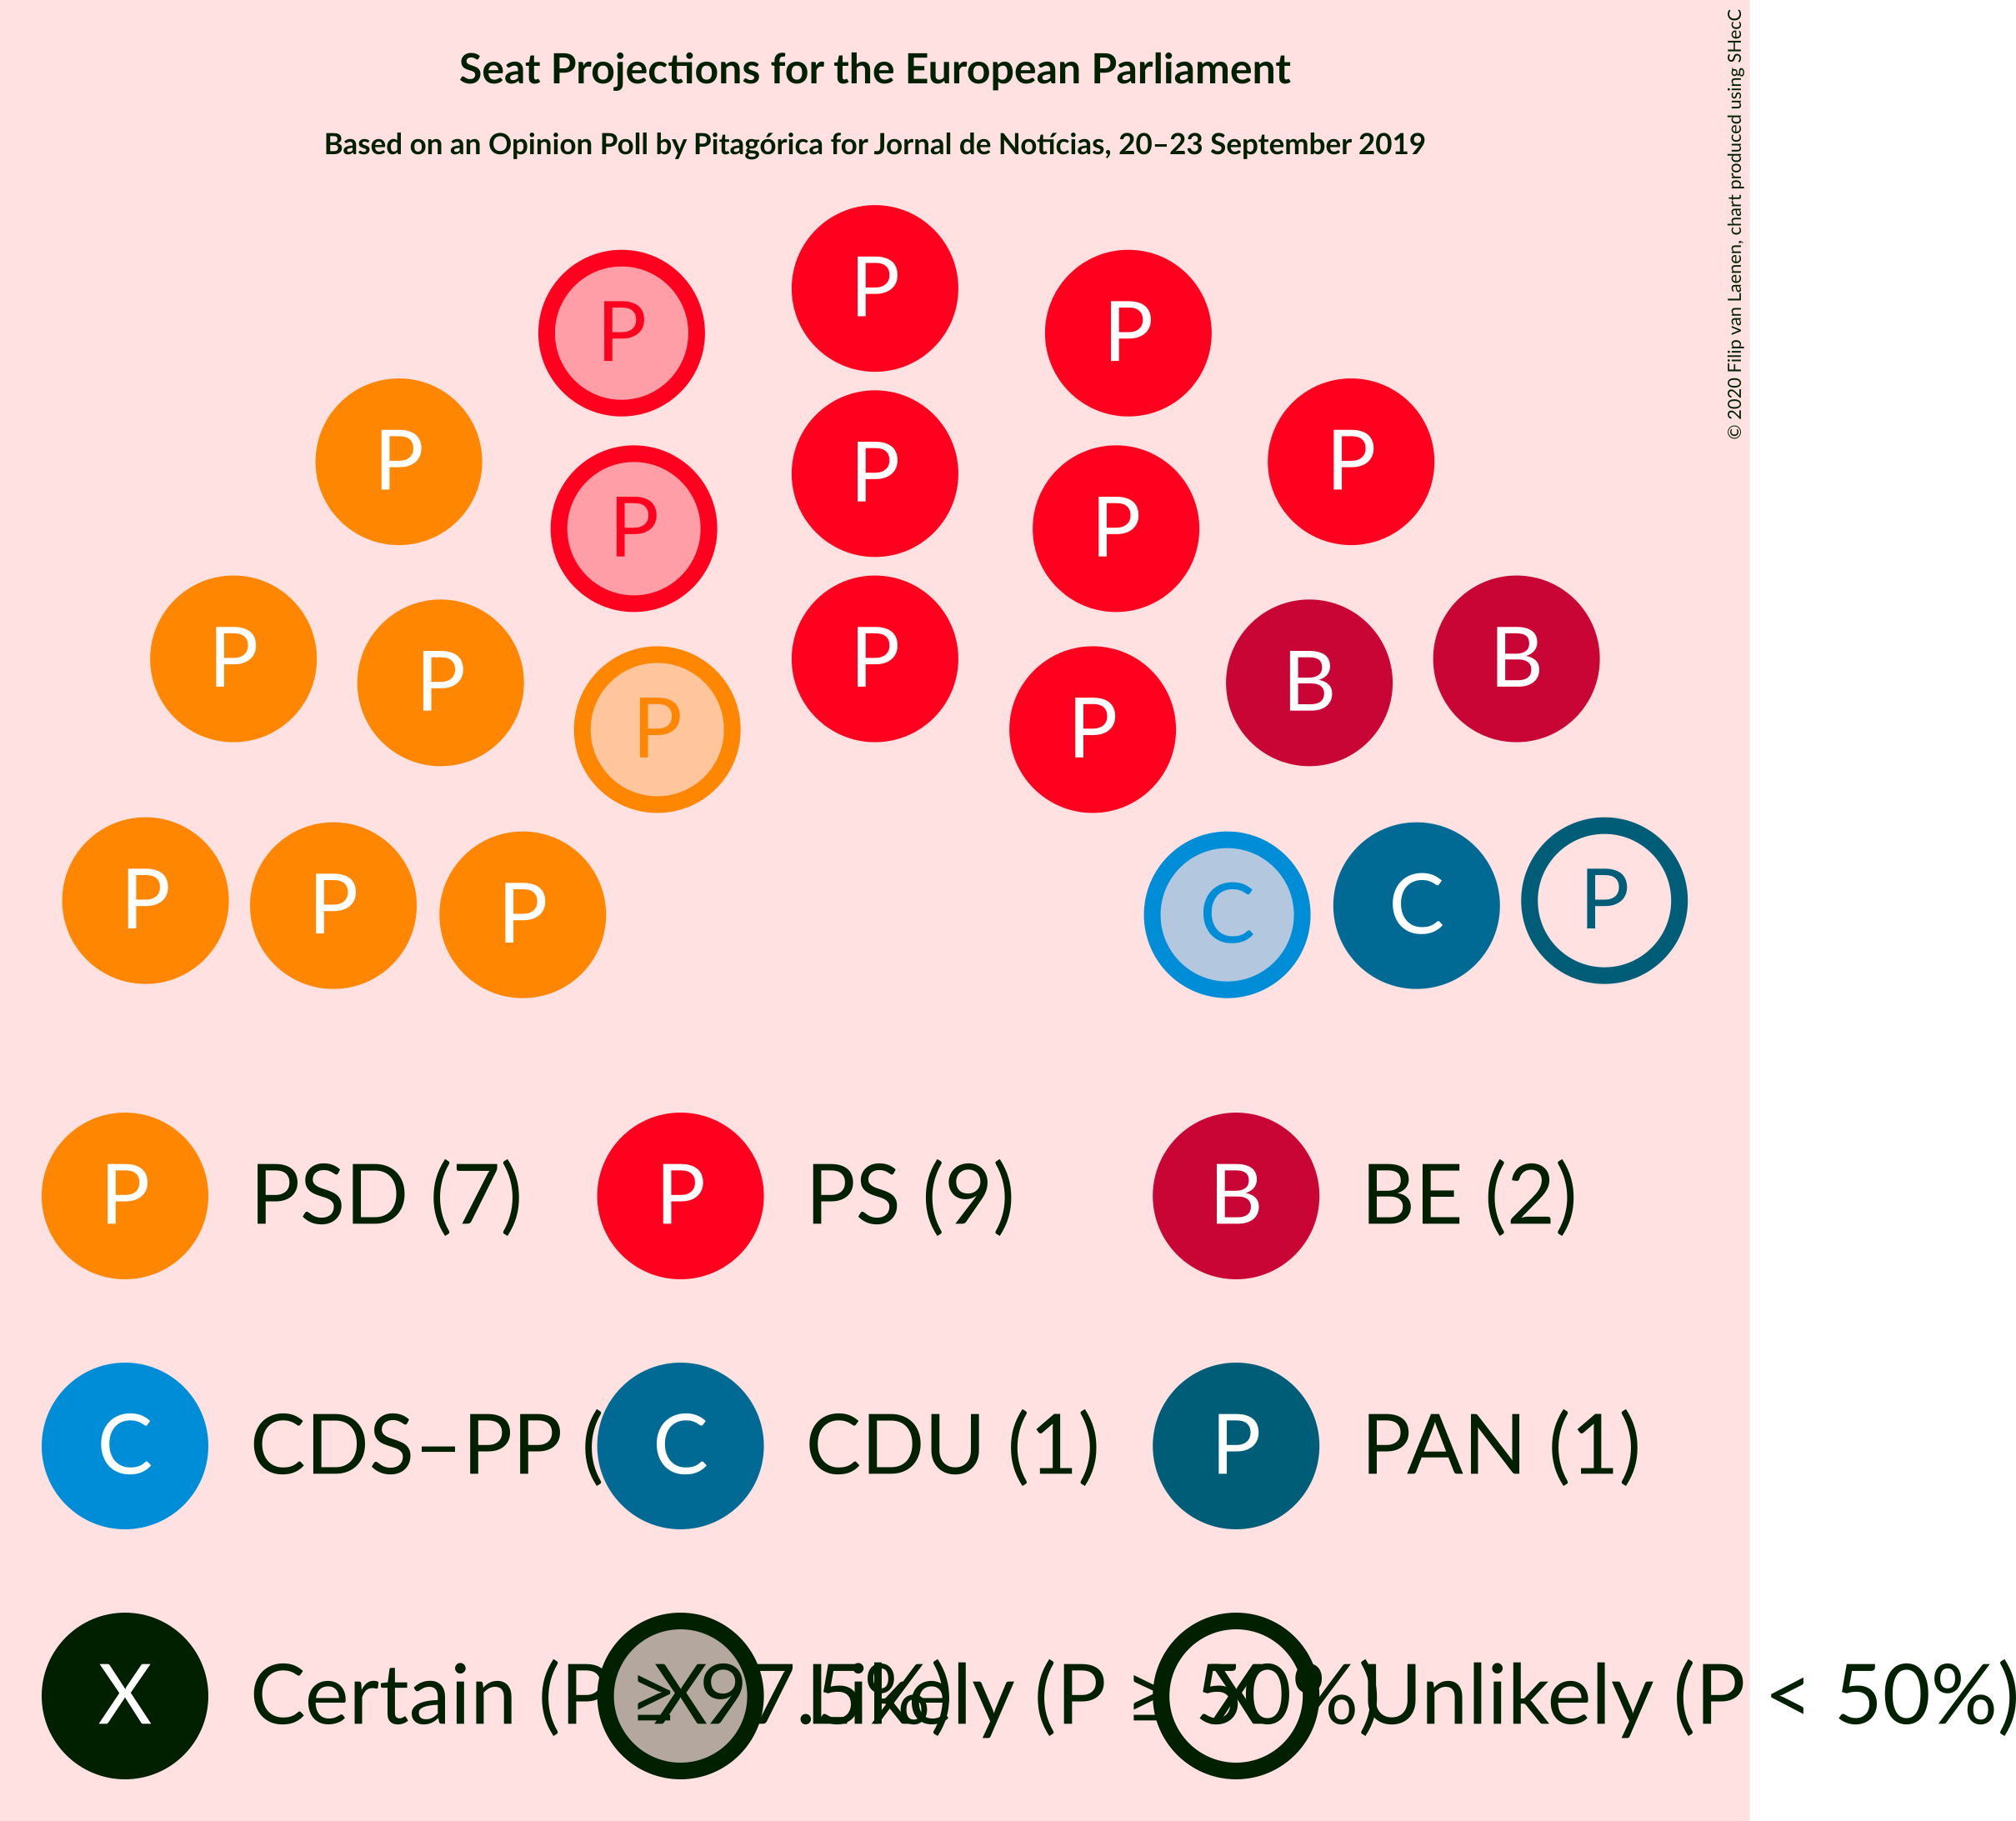 Seat Projections for the European Parliament
Based on an Opinion Poll by Pitagórica for Jornal de Notícias, 20–23 September 2019
© 2020 Filip van Laenen, chart produced using SHecC
P
P P
P P
P
P P
P P
P P P
B B
P P
P P P C C P
P PSD (7) P PS (9) B BE (2)
C CDS–PP ( C CDU (1) P PAN (1)
X Certain (P ≥ 97.5%) X Likely (P ≥ 50%) X Unlikely (P < 50%)